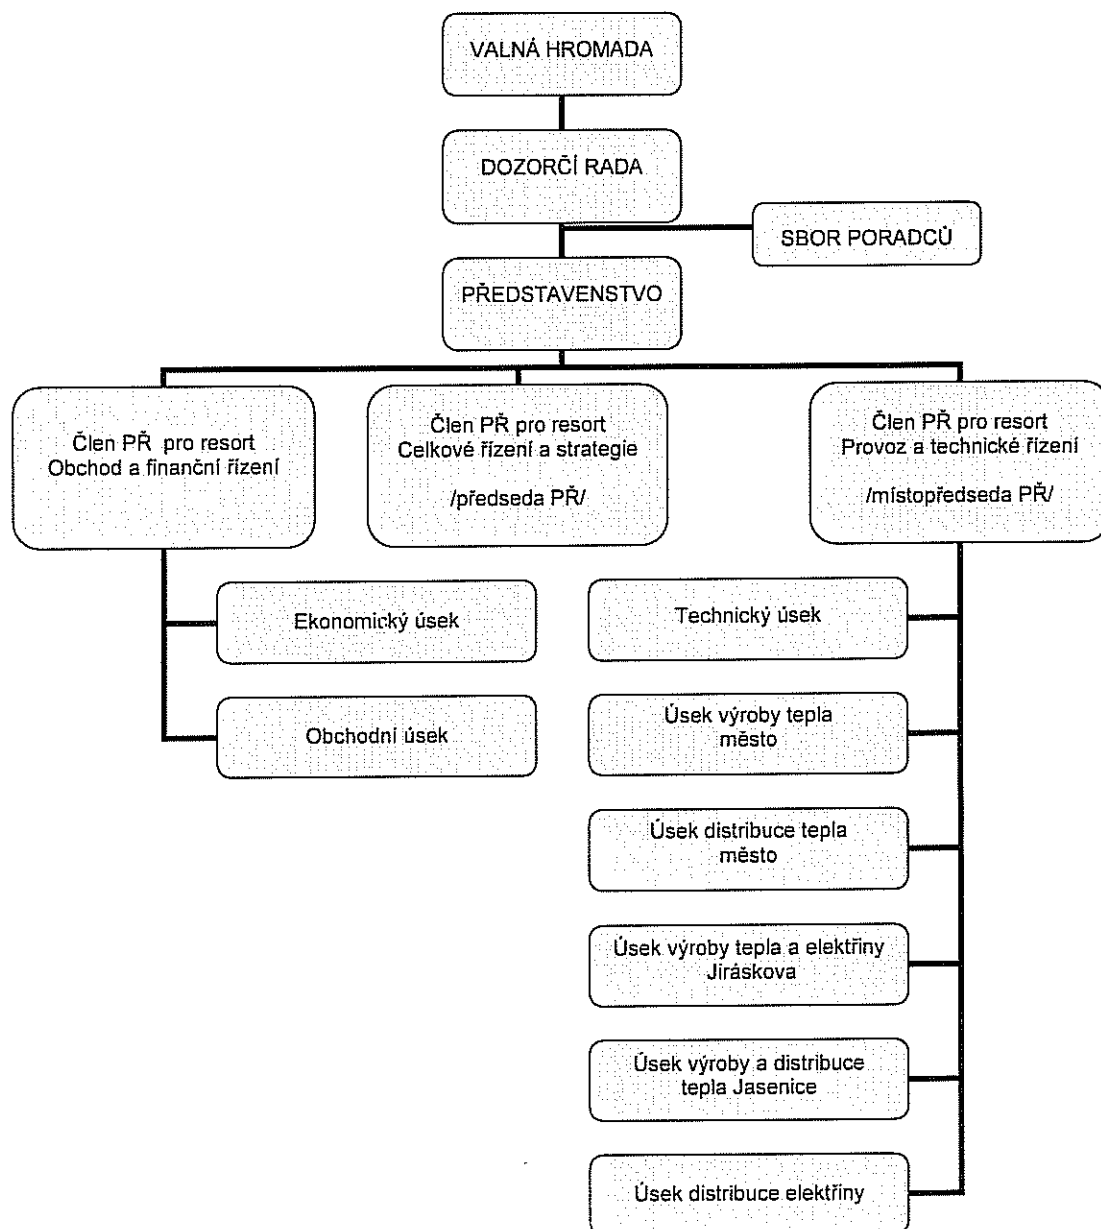 VALNÁ HROMADA
DOZORČÍ RADA
SBOR PORADCŮ
PŘEDSTAVENSTVO
Člen PŘ pro resort
Obchod a finanční řízení
Člen PŘ pro resort
Celkové řízení a strategie
/předseda PŘ/
Člen PŘ pro resort
Provoz a technické řízení
/místopředseda PŘ/
Ekonomický úsek
Obchodní úsek
Technický úsek
Úsek výroby tepla
město
Úsek distribuce tepla
město
Úsek výroby tepla a elektřiny
Jiráskova
Úsek výroby a distribuce
tepla Jasenice
Úsek distribuce elektřiny